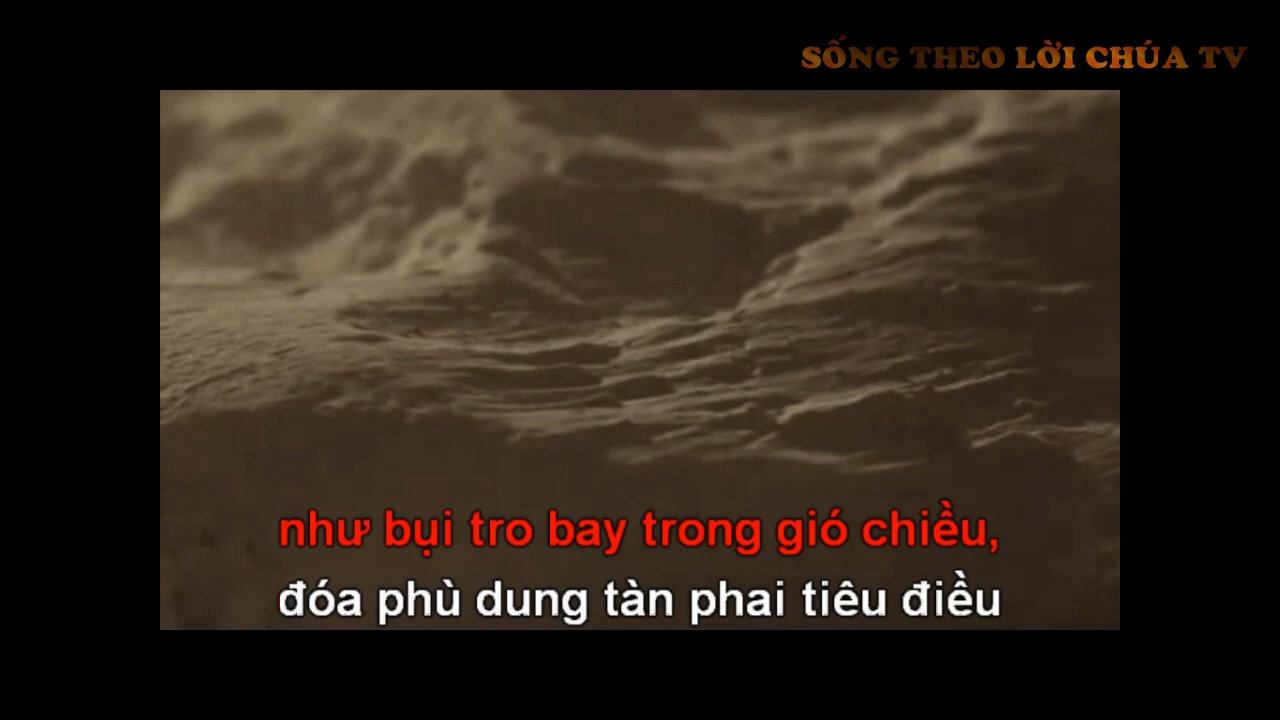 SỐNG THEO LỜI CHÚA TV
như bụi tro bay trong gió chiều,
đóa phù dung tàn phai tiêu điều